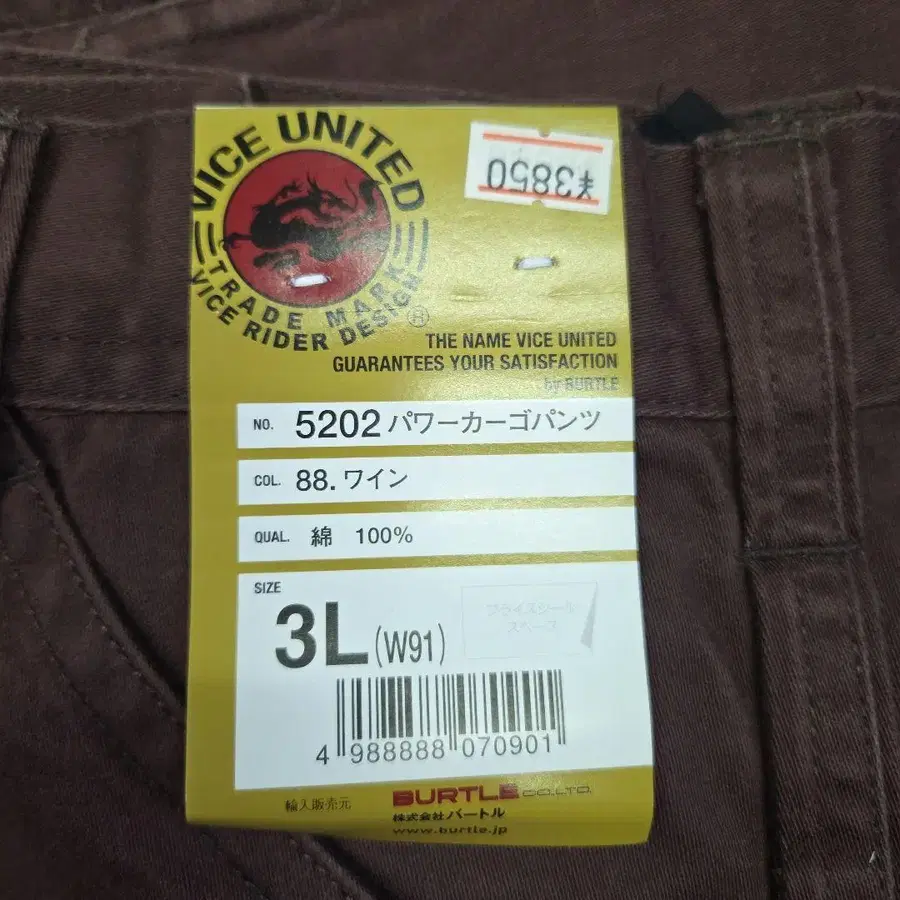 VICE UNITED
TRADE MARK
VICE RIDER DESIGN
®
¥3850
THE NAME VICE UNITED
GUARANTEES YOUR SATISFACTION
by BURTLE
NO. 5202 パワーカーゴパンツ
COL. 88. ワイン
QUAL. 綿 100%
SIZE
3L (W91)
プライスシール
スペース
4 988888 070901
輸入販売元
BURTLE CO.,LTD.
株式会社バートル
www.burtle.jp